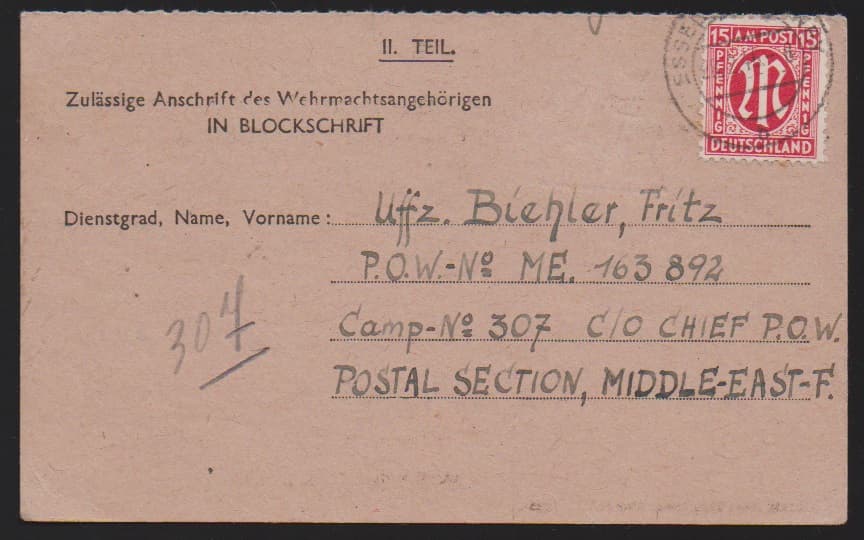 II. TEIL.
15 AM POST 15
PFENNIG PFENNIG
DEUTSCHLAND
Zulässige Anschrift des Wehrmachtsangehörigen
IN BLOCKSCHRIFT
Dienstgrad, Name, Vorname: Uffz. Biehler, Fritz
P.O.W.-Nº ME. 163 892
Camp-Nº 307 C/O CHIEF P.O.W.
POSTAL SECTION, MIDDLE-EAST-F.
307